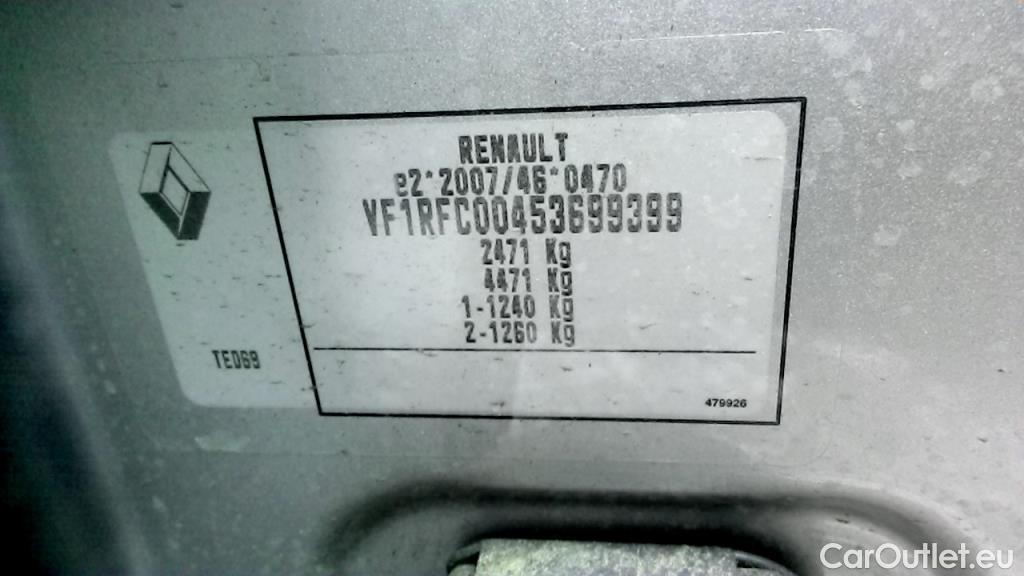 RENAULT
e2*2007/46*0470
VF1RFC00453699399
2471 Kg
4471 Kg
1-1240 Kg
2-1260 Kg
TED69
479926
CarOutlet.eu